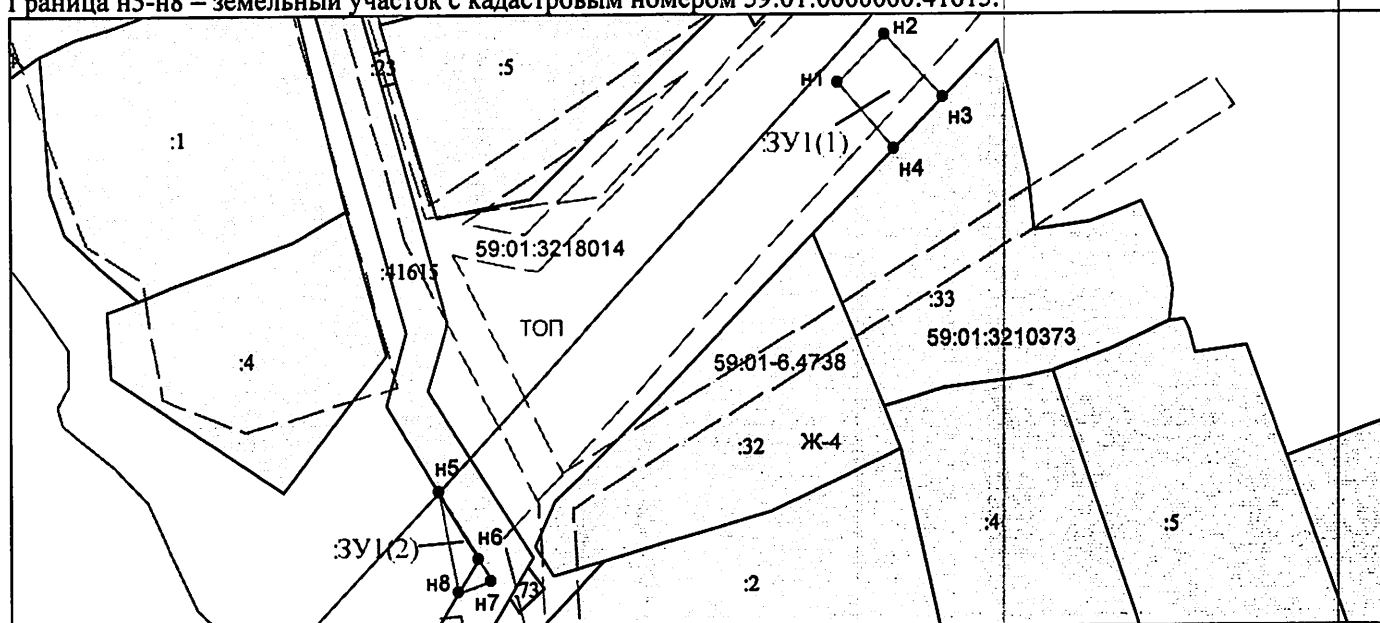 Граница н5-н8 – земельный участок с кадастровым номером 59:01:0000000:41615.
н2
:23
:5
н1
н3
:1
:ЗУ1(1)
н4
59:01:3218014
:41615
:33
ТОП
59:01:3210373
:4
59:01-6.4738
:32
Ж-4
н5
:4
:5
н6
:ЗУ1(2)
н8
н7
73
:2